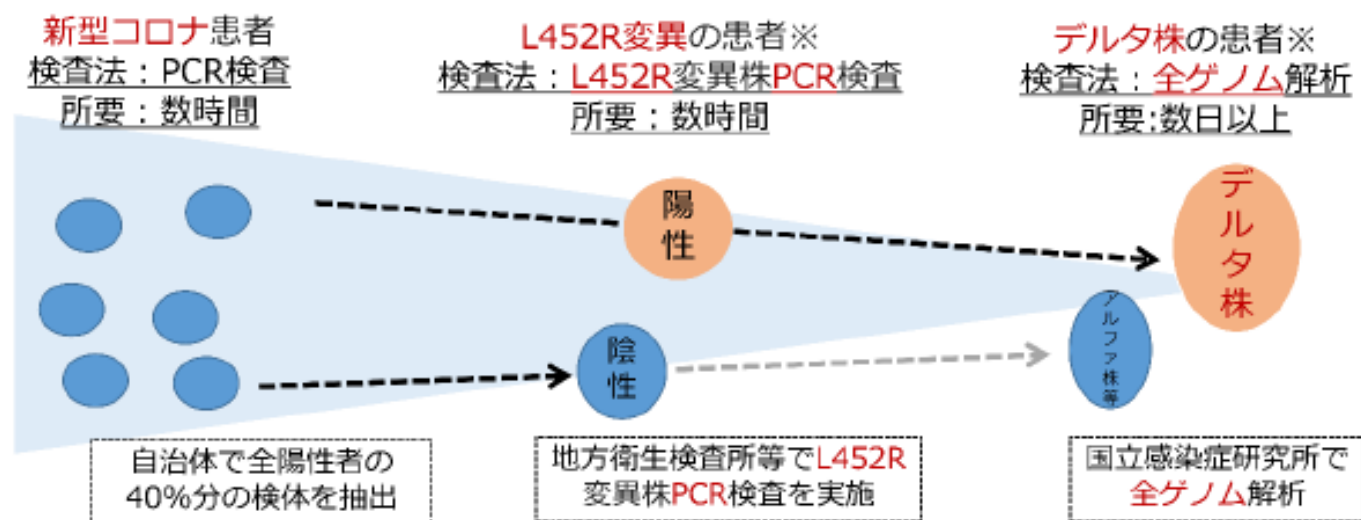 新型コロナ患者
検査法：PCR検査
所要：数時間
L452R変異の患者※
検査法：L452R変異株PCR検査
所要：数時間
デルタ株の患者※
検査法：全ゲノム解析
所要:数日以上
陽性
デルタ株
陰性
アルファ株等
自治体で全陽性者の
40%分の検体を抽出
地方衛生検査所等でL452R
変異株PCR検査を実施
国立感染症研究所で
全ゲノム解析